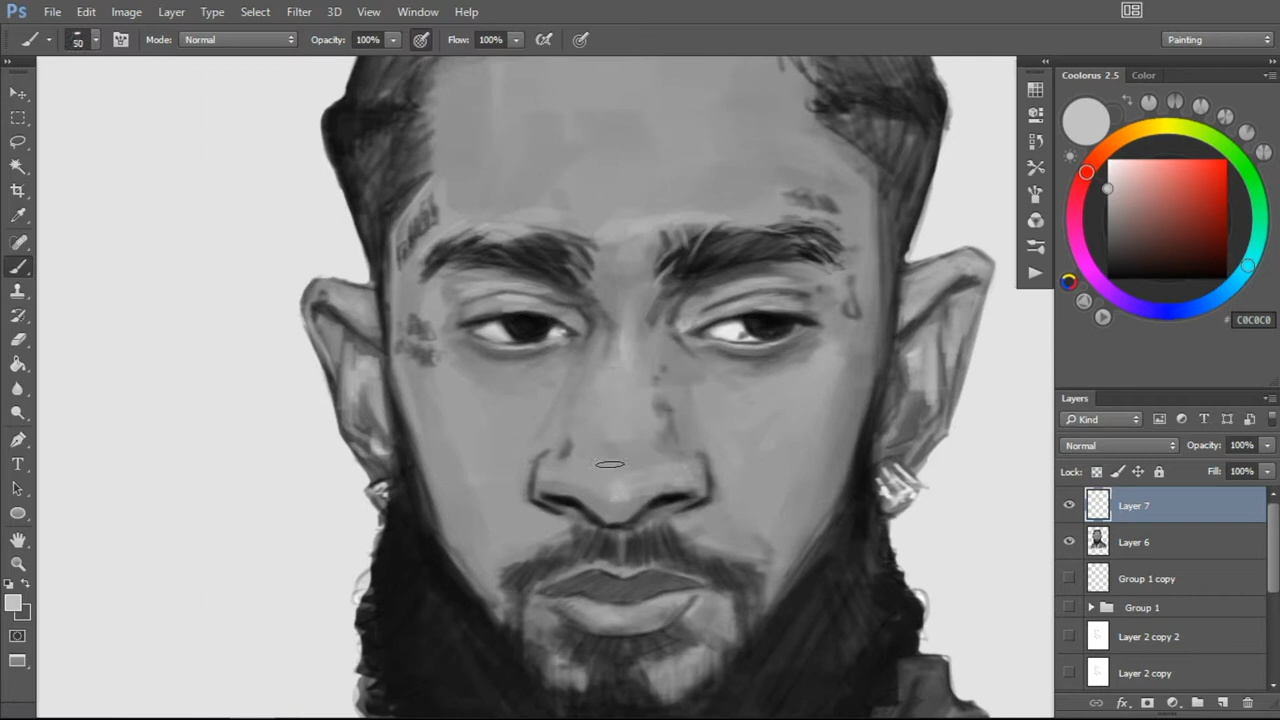 Ps File Edit Image Layer Type Select Filter 3D View Window Help
50 Mode: Normal Opacity: 100% Flow: 100% Painting
Coolorus 2.5 Color
# C0C0C0
Layers
Kind
Normal Opacity: 100%
Lock: Fill: 100%
Layer 7
Layer 6
Group 1 copy
Group 1
Layer 2 copy 2
Layer 2 copy
fx